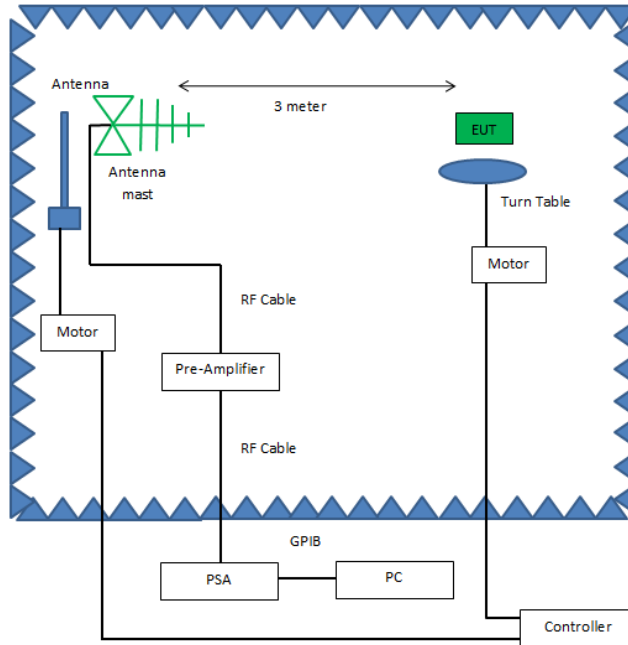 Antenna
3 meter
EUT
Antenna
mast
Turn Table
Motor
RF Cable
Motor
Pre-Amplifier
RF Cable
GPIB
PSA
PC
Controller